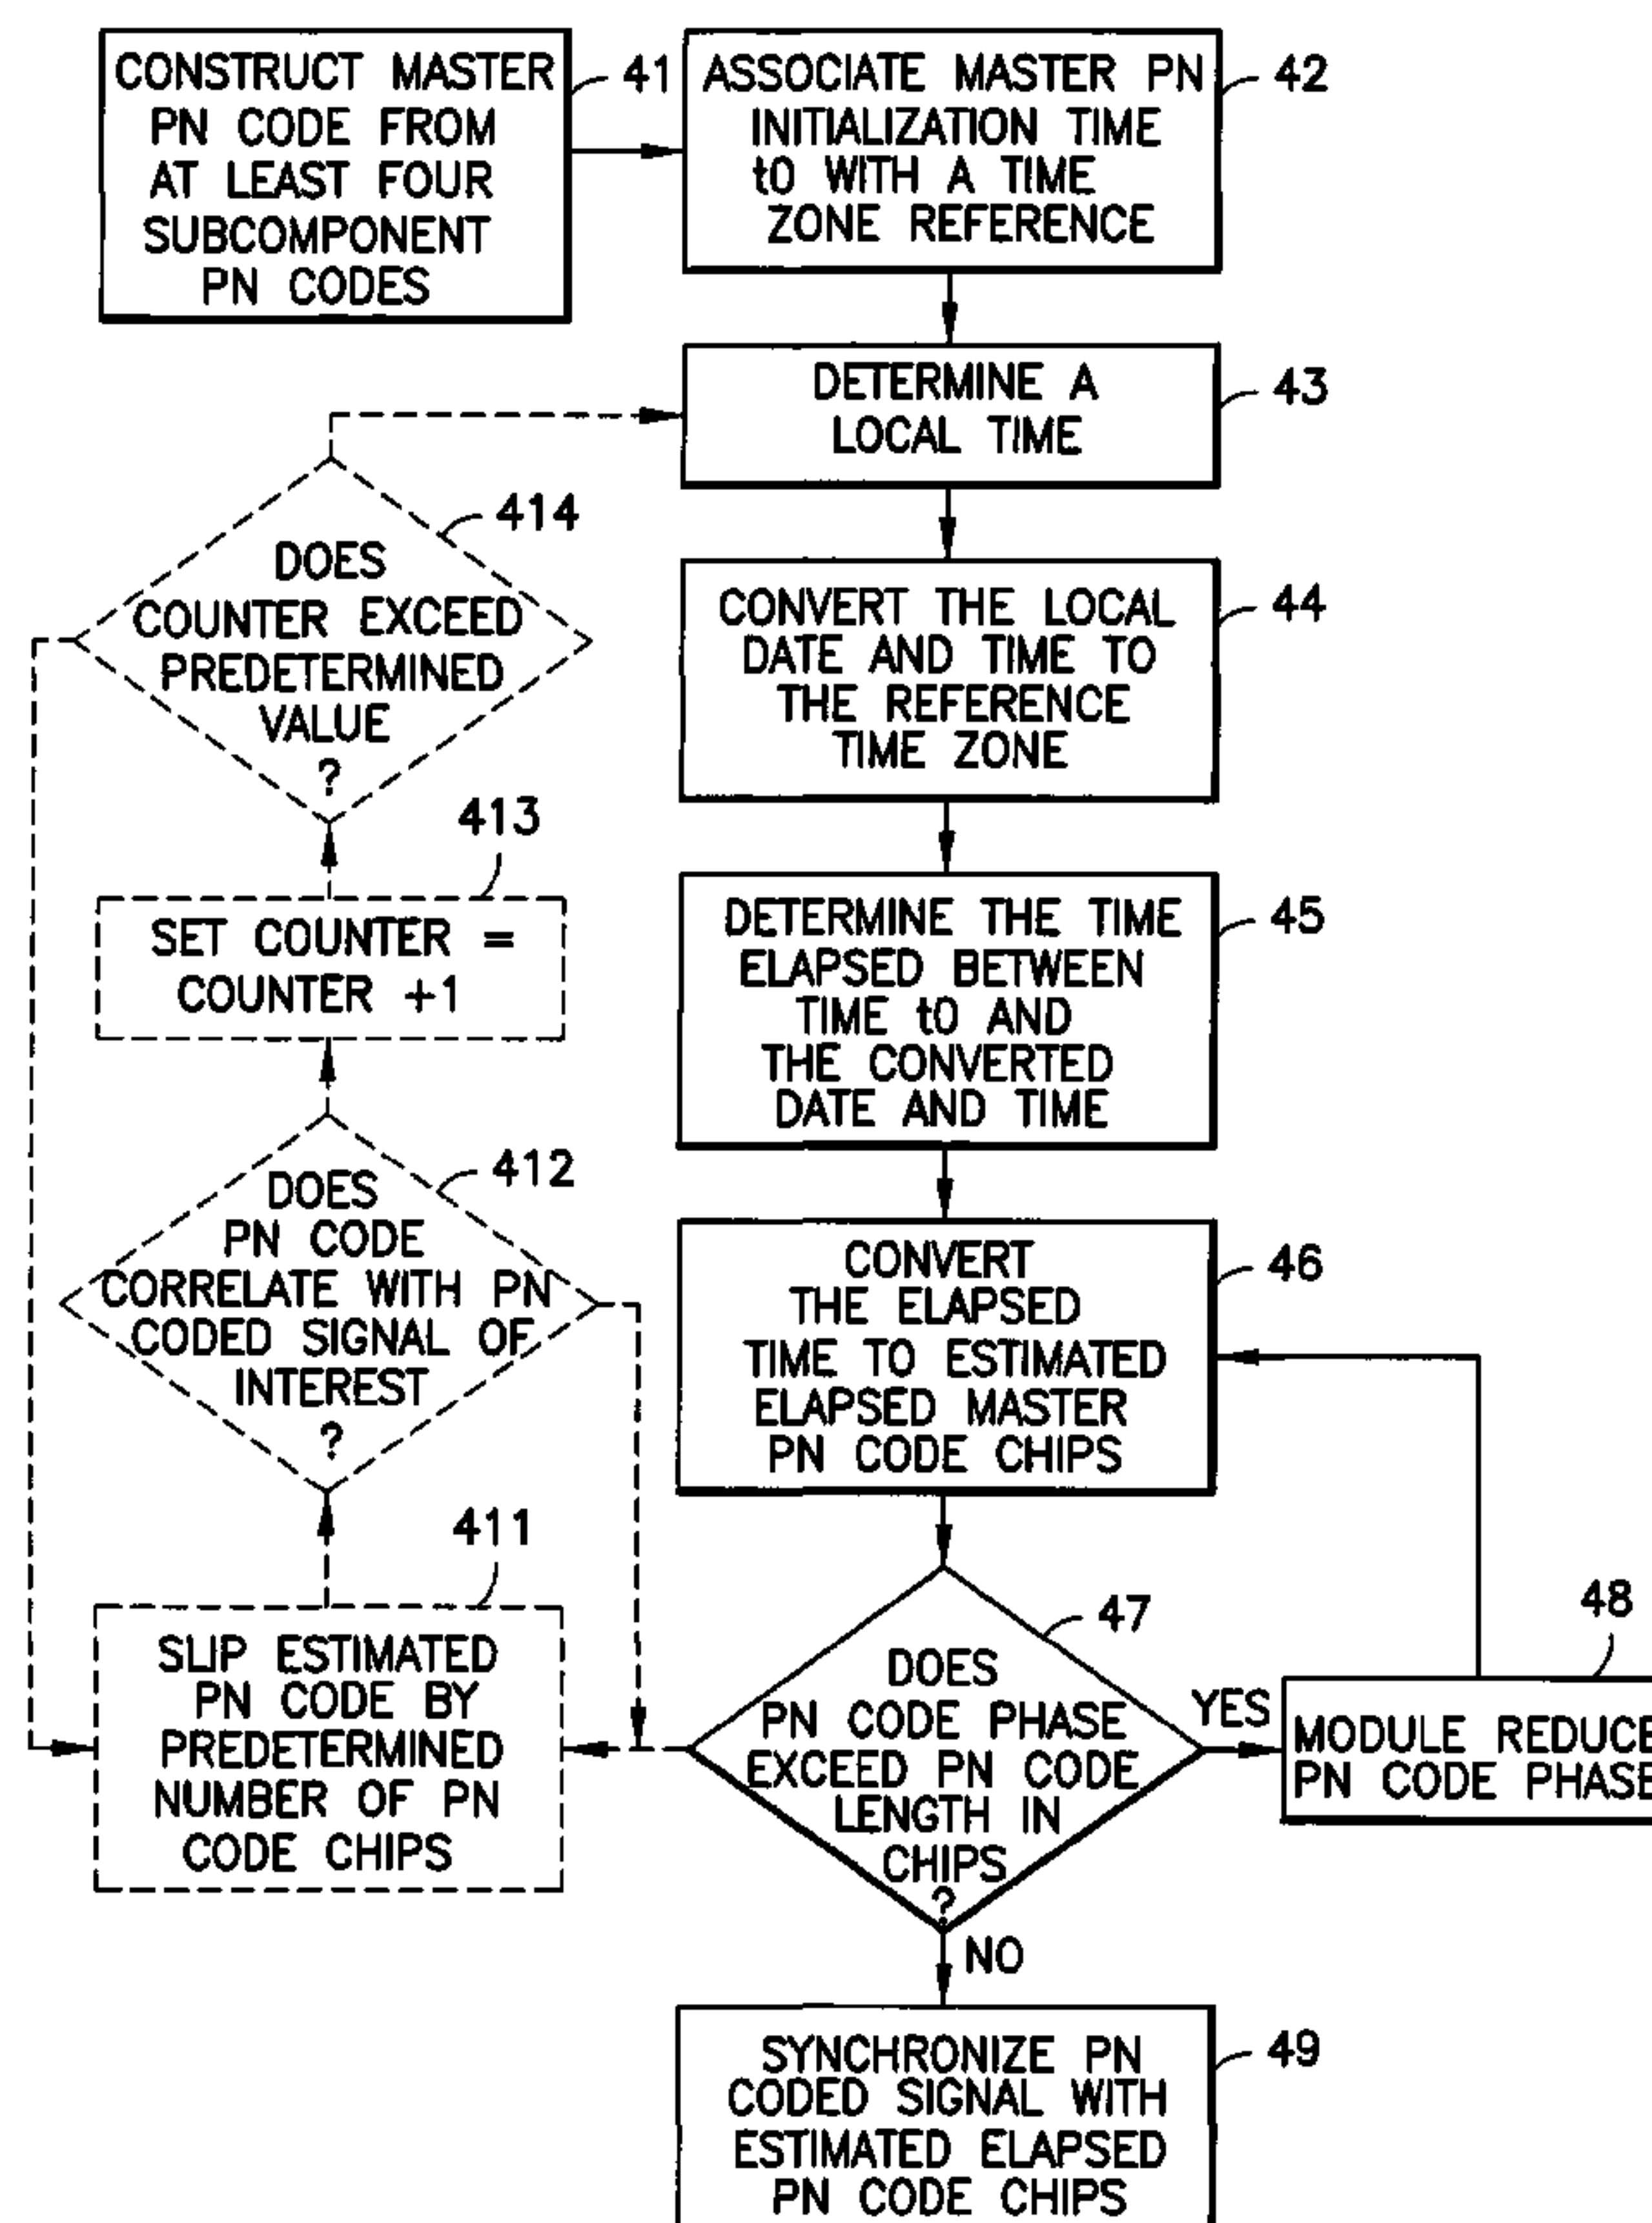 CONSTRUCT MASTER
PN CODE FROM
AT LEAST FOUR
SUBCOMPONENT
PN CODES
41
ASSOCIATE MASTER PN
INITIALIZATION TIME
t0 WITH A TIME
ZONE REFERENCE
42
DETERMINE A
LOCAL TIME
43
414
DOES
COUNTER EXCEED
PREDETERMINED
VALUE
?
CONVERT THE LOCAL
DATE AND TIME TO
THE REFERENCE
TIME ZONE
44
413
SET COUNTER =
COUNTER +1
DETERMINE THE TIME
ELAPSED BETWEEN
TIME t0 AND
THE CONVERTED
DATE AND TIME
45
412
DOES
PN CODE
CORRELATE WITH PN
CODED SIGNAL OF
INTEREST
?
CONVERT
THE ELAPSED
TIME TO ESTIMATED
ELAPSED MASTER
PN CODE CHIPS
46
411
SLIP ESTIMATED
PN CODE BY
PREDETERMINED
NUMBER OF PN
CODE CHIPS
47
DOES
PN CODE PHASE
EXCEED PN CODE
LENGTH IN
CHIPS
?
YES
48
MODULE REDUCE
PN CODE PHASE
NO
SYNCHRONIZE PN
CODED SIGNAL WITH
ESTIMATED ELAPSED
PN CODE CHIPS
49